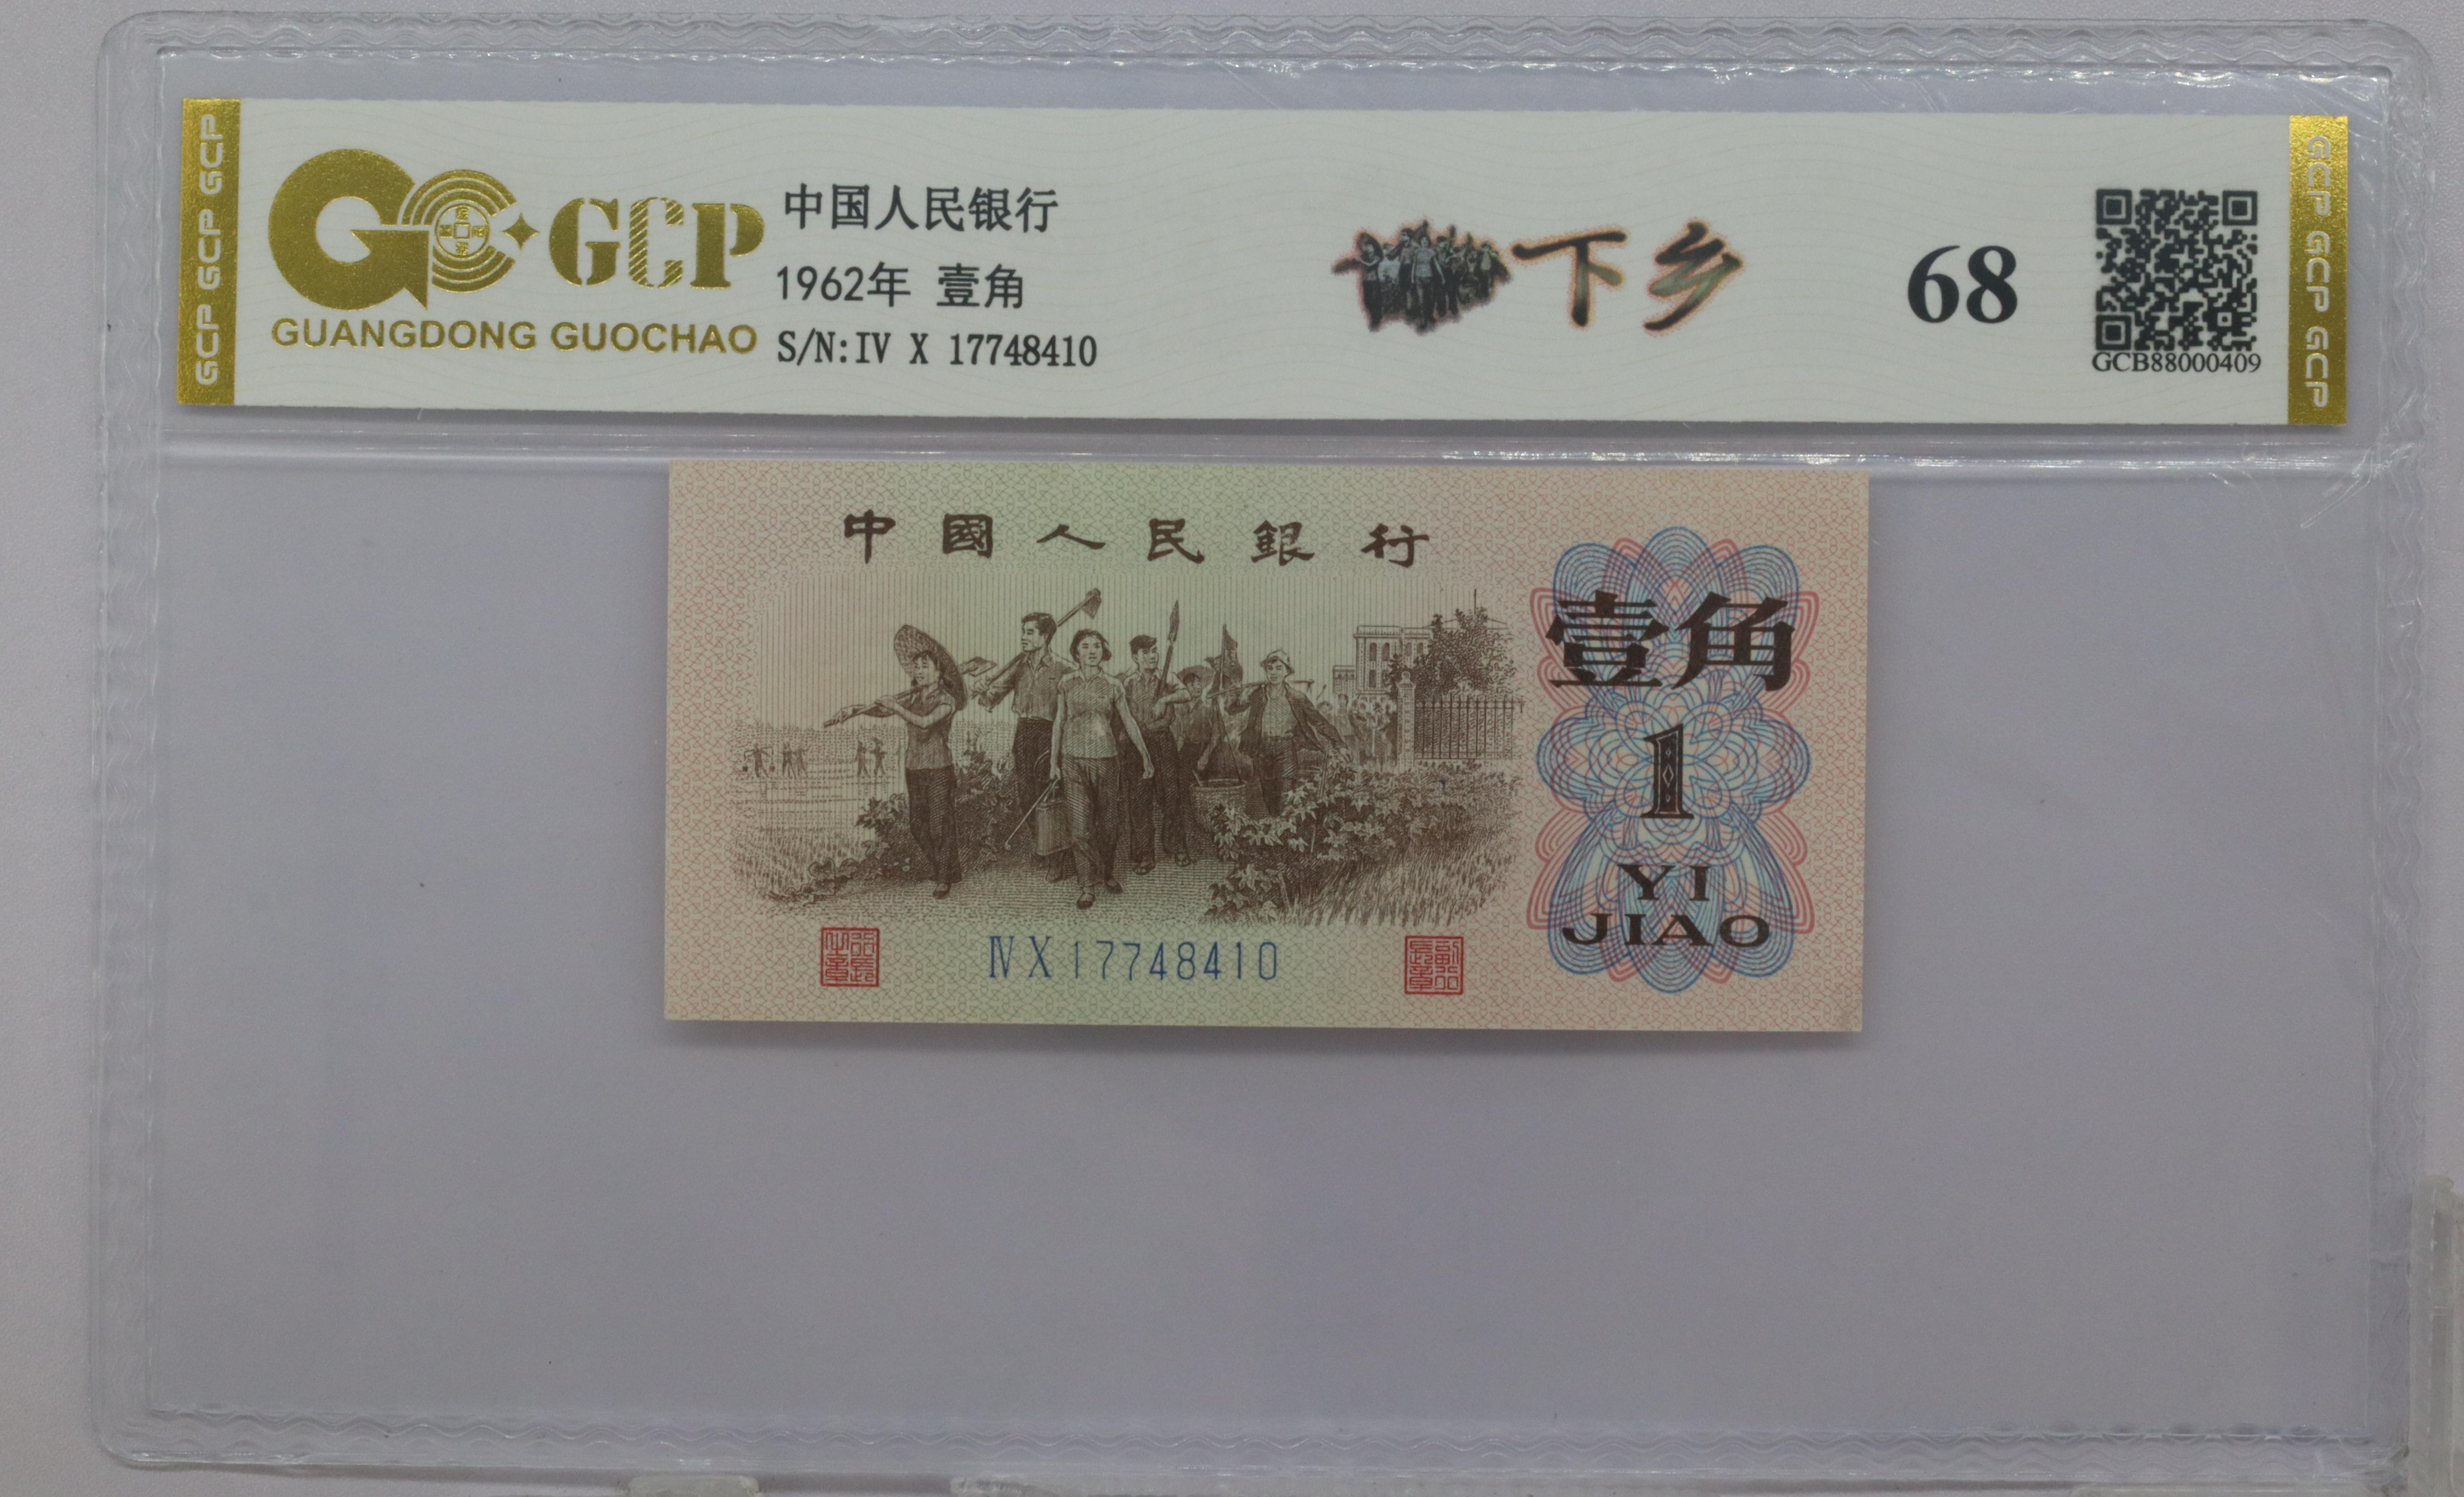 GCP GCP GCP
GCP
GUANGDONG GUOCHAO
中国人民银行
1962年 壹角
S/N:IV X 17748410
下乡
68
GCB88000409
GCP GCP GCP
中國人民銀行
壹角
1
YI
JIAO
ⅣX17748410